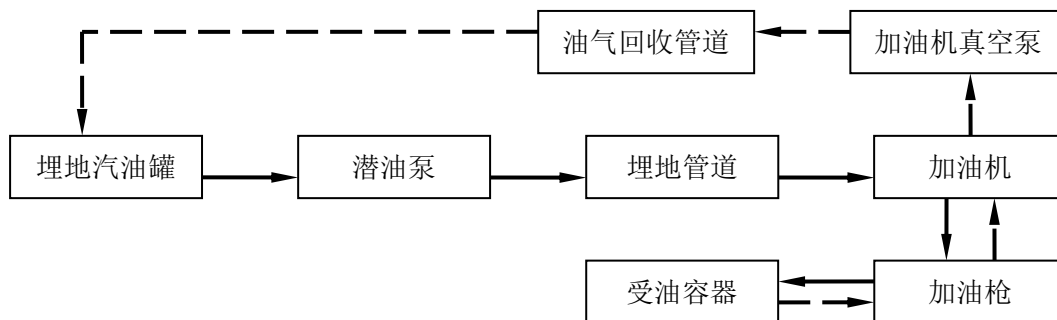 油气回收管道
加油机真空泵
埋地汽油罐
潜油泵
埋地管道
加油机
受油容器
加油枪